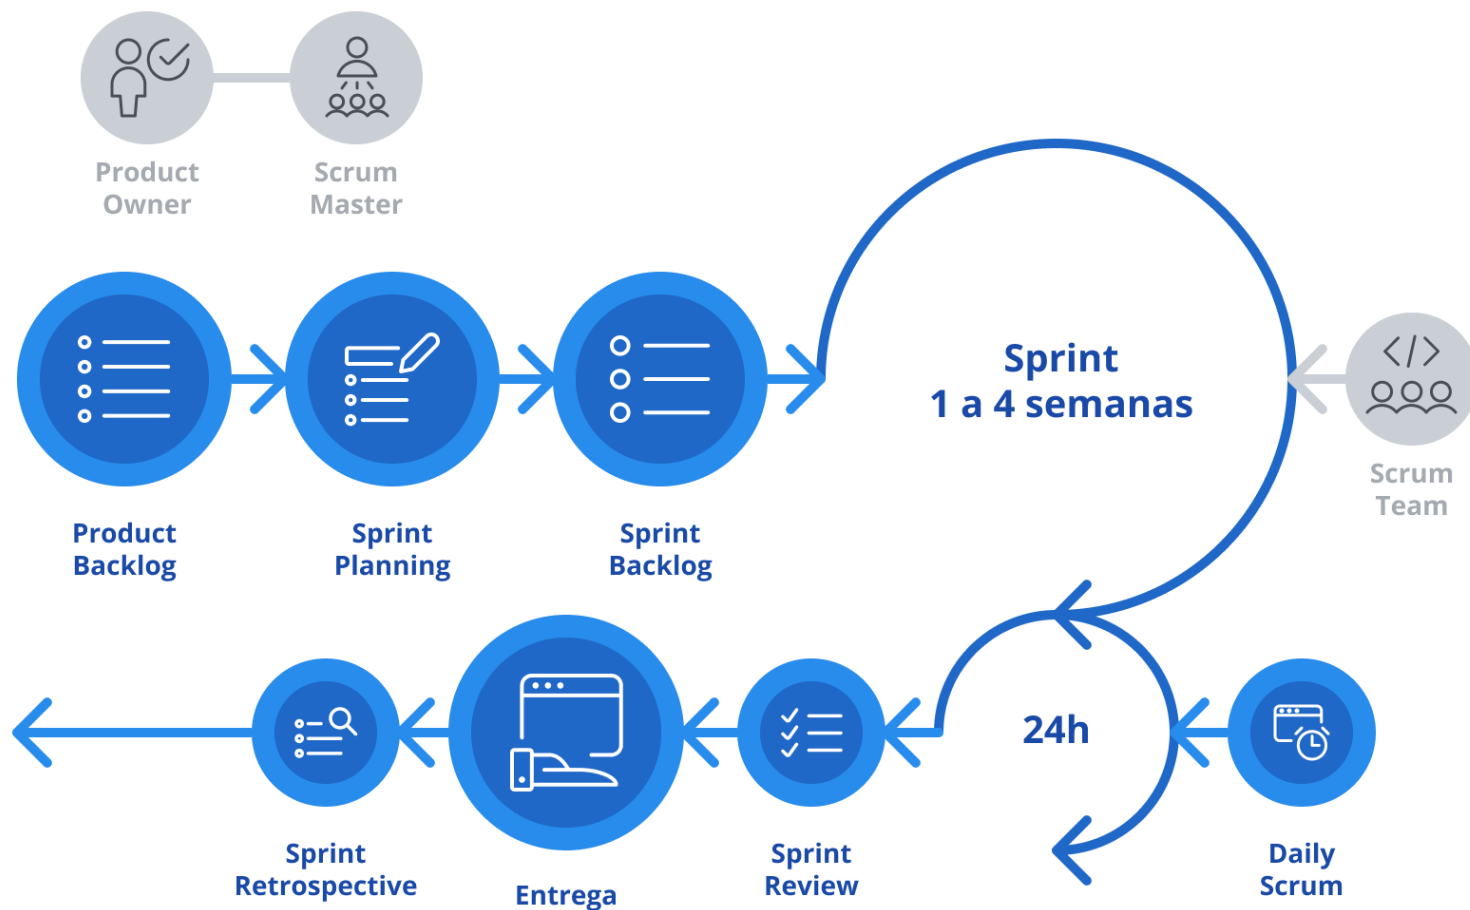 Product
Owner
Scrum
Master
Sprint
1 a 4 semanas
Scrum
Team
Product
Backlog
Sprint
Planning
Sprint
Backlog
24h
Sprint
Retrospective
Entrega
Sprint
Review
Daily
Scrum